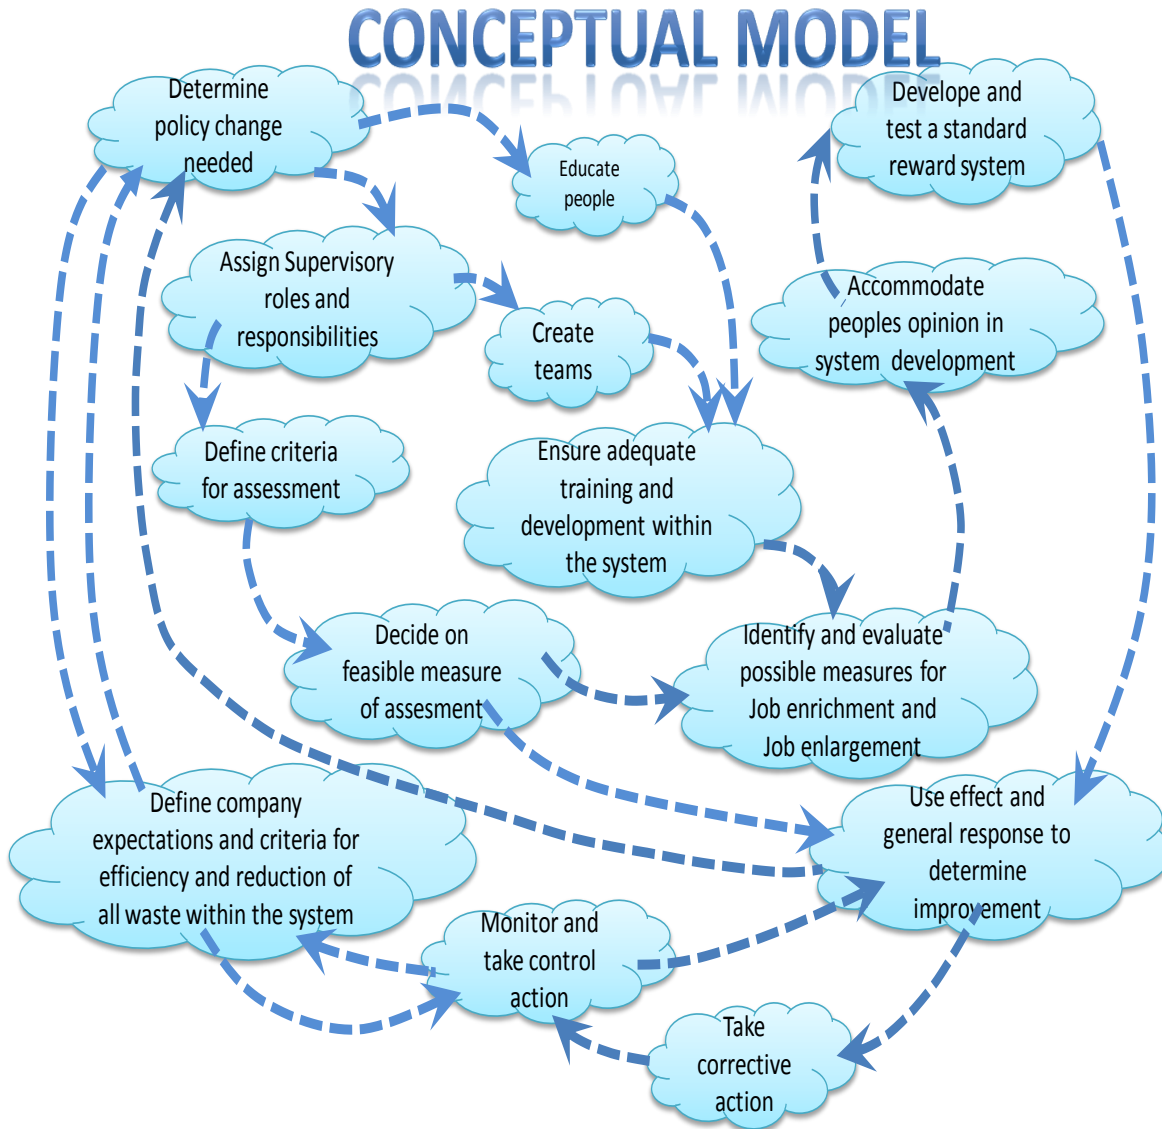 CONCEPTUAL MODEL
Determine
policy change
needed
Develope and
test a standard
reward system
Educate
people
Assign Supervisory
roles and
responsibilities
Accommodate
peoples opinion in
system development
Create
teams
Define criteria
for assessment
Ensure adequate
training and
development within
the system
Decide on
feasible measure
of assesment
Identify and evaluate
possible measures for
Job enrichment and
Job enlargement
Define company
expectations and criteria for
efficiency and reduction of
all waste within the system
Use effect and
general response to
determine
improvement
Monitor and
take control
action
Take
corrective
action